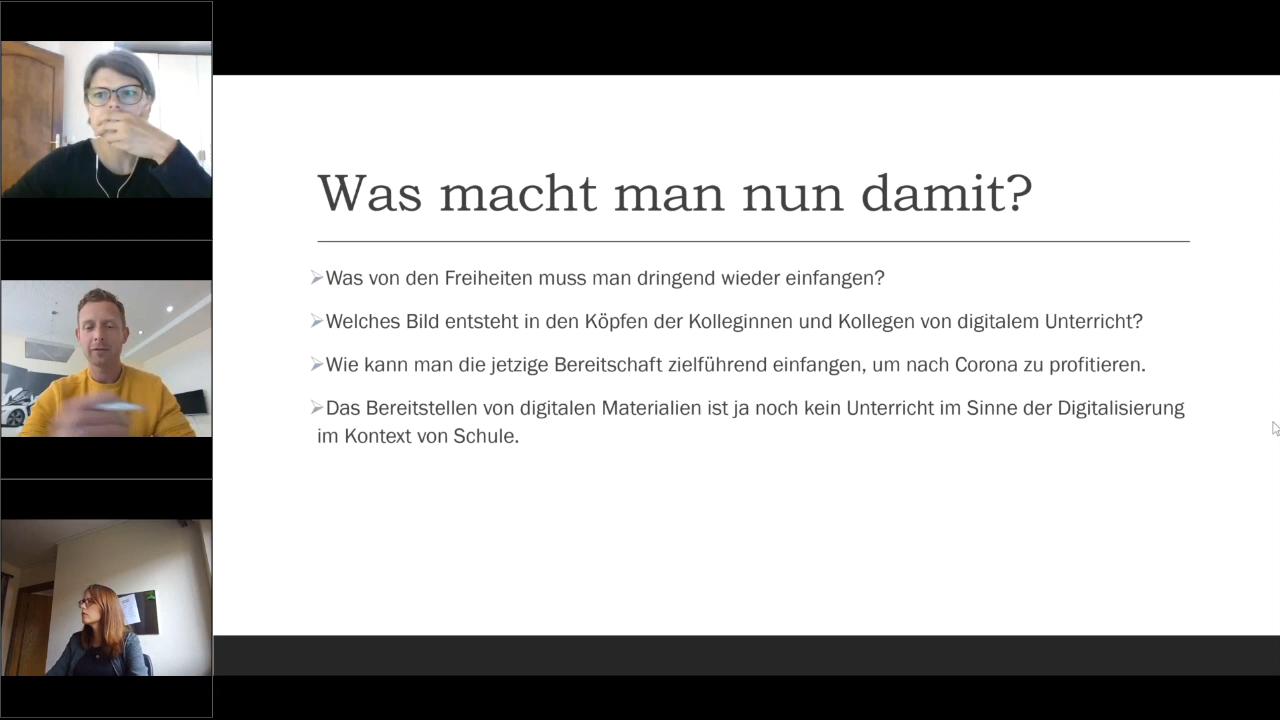 Was macht man nun damit?
Was von den Freiheiten muss man dringend wieder einfangen?
Welches Bild entsteht in den Köpfen der Kolleginnen und Kollegen von digitalem Unterricht?
Wie kann man die jetzige Bereitschaft zielführend einfangen, um nach Corona zu profitieren.
Das Bereitstellen von digitalen Materialien ist ja noch kein Unterricht im Sinne der Digitalisierung
im Kontext von Schule.